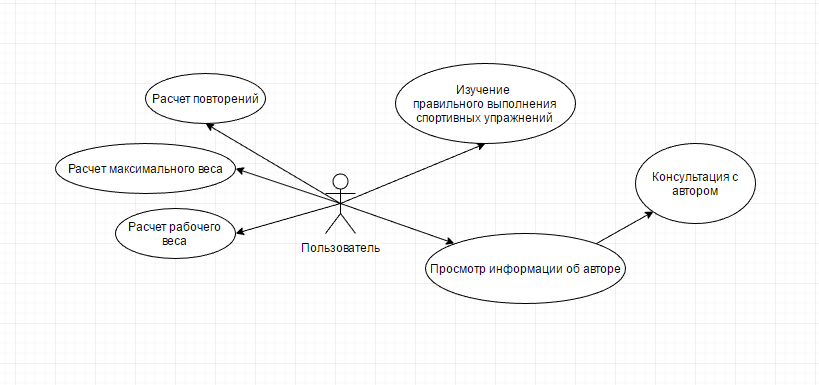 Расчет повторений
Изучение
правильного выполнения
спортивных упражнений
Расчет максимального веса
Консультация с
автором
Расчет рабочего
веса
Пользователь
Просмотр информации об авторе